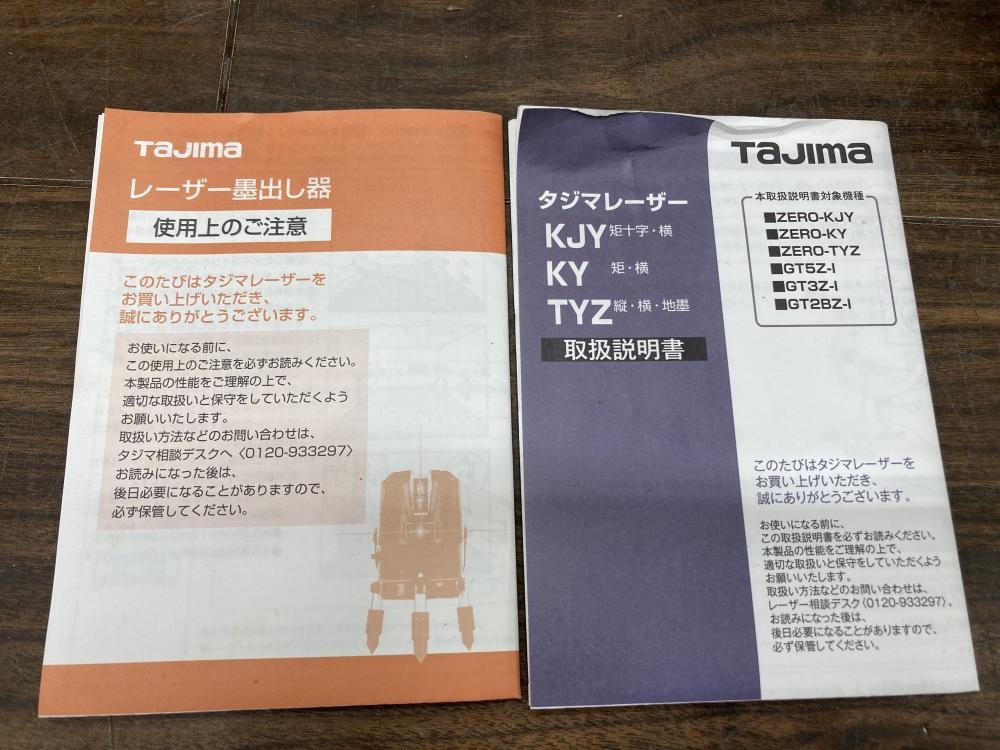 TAJIMA
レーザー墨出し器
使用上のご注意
このたびはタジマレーザーを
お買い上げいただき、
誠にありがとうございます。
お使いになる前に、
この使用上のご注意を必ずお読みください。
本製品の性能をご理解の上で、
適切な取扱いと保守をしていただくよう
お願いいたします。
取扱い方法などのお問い合わせは、
タジマ相談デスクへ〈0120-933297〉
お読みになった後は、
後日必要になることがありますので、
必ず保管してください。
TAJIMA
タジマレーザー
KJY 矩十字・横
KY 矩・横
TYZ 縦・横・地墨
取扱説明書
本取扱説明書対象機種
■ZERO-KJY
■ZERO-KY
■ZERO-TYZ
■GT5Z-I
■GT3Z-I
■GT2BZ-I
このたびはタジマレーザーを
お買い上げいただき、
誠にありがとうございます。
お使いになる前に、
この取扱説明書を必ずお読みください。
本製品の性能をご理解の上で、
適切な取扱いと保守をしていただくよう
お願いいたします。
取扱い方法などのお問い合わせは、
レーザー相談デスク〈0120-933297〉。
お読みになった後は、
後日必要になることがありますので、
必ず保管してください。